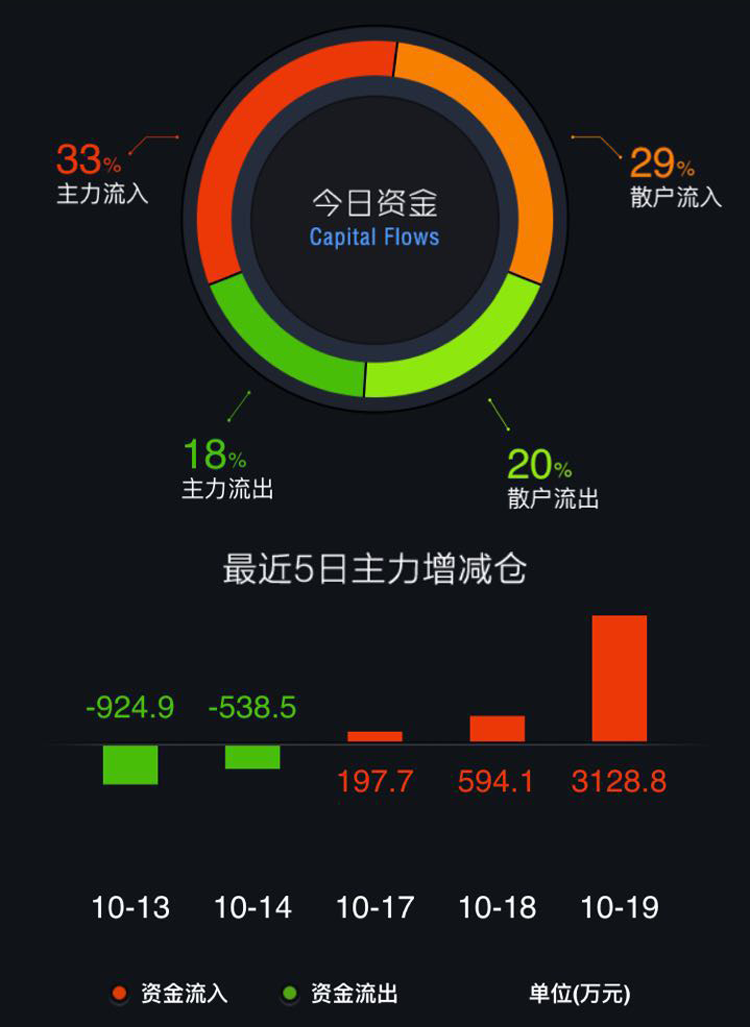 33%
主力流入
29%
散户流入
今日资金
Capital Flows
18%
主力流出
20%
散户流出
最近5日主力增减仓
-924.9 -538.5
197.7 594.1 3128.8
10-13 10-14 10-17 10-18 10-19
资金流入 资金流出 单位(万元)